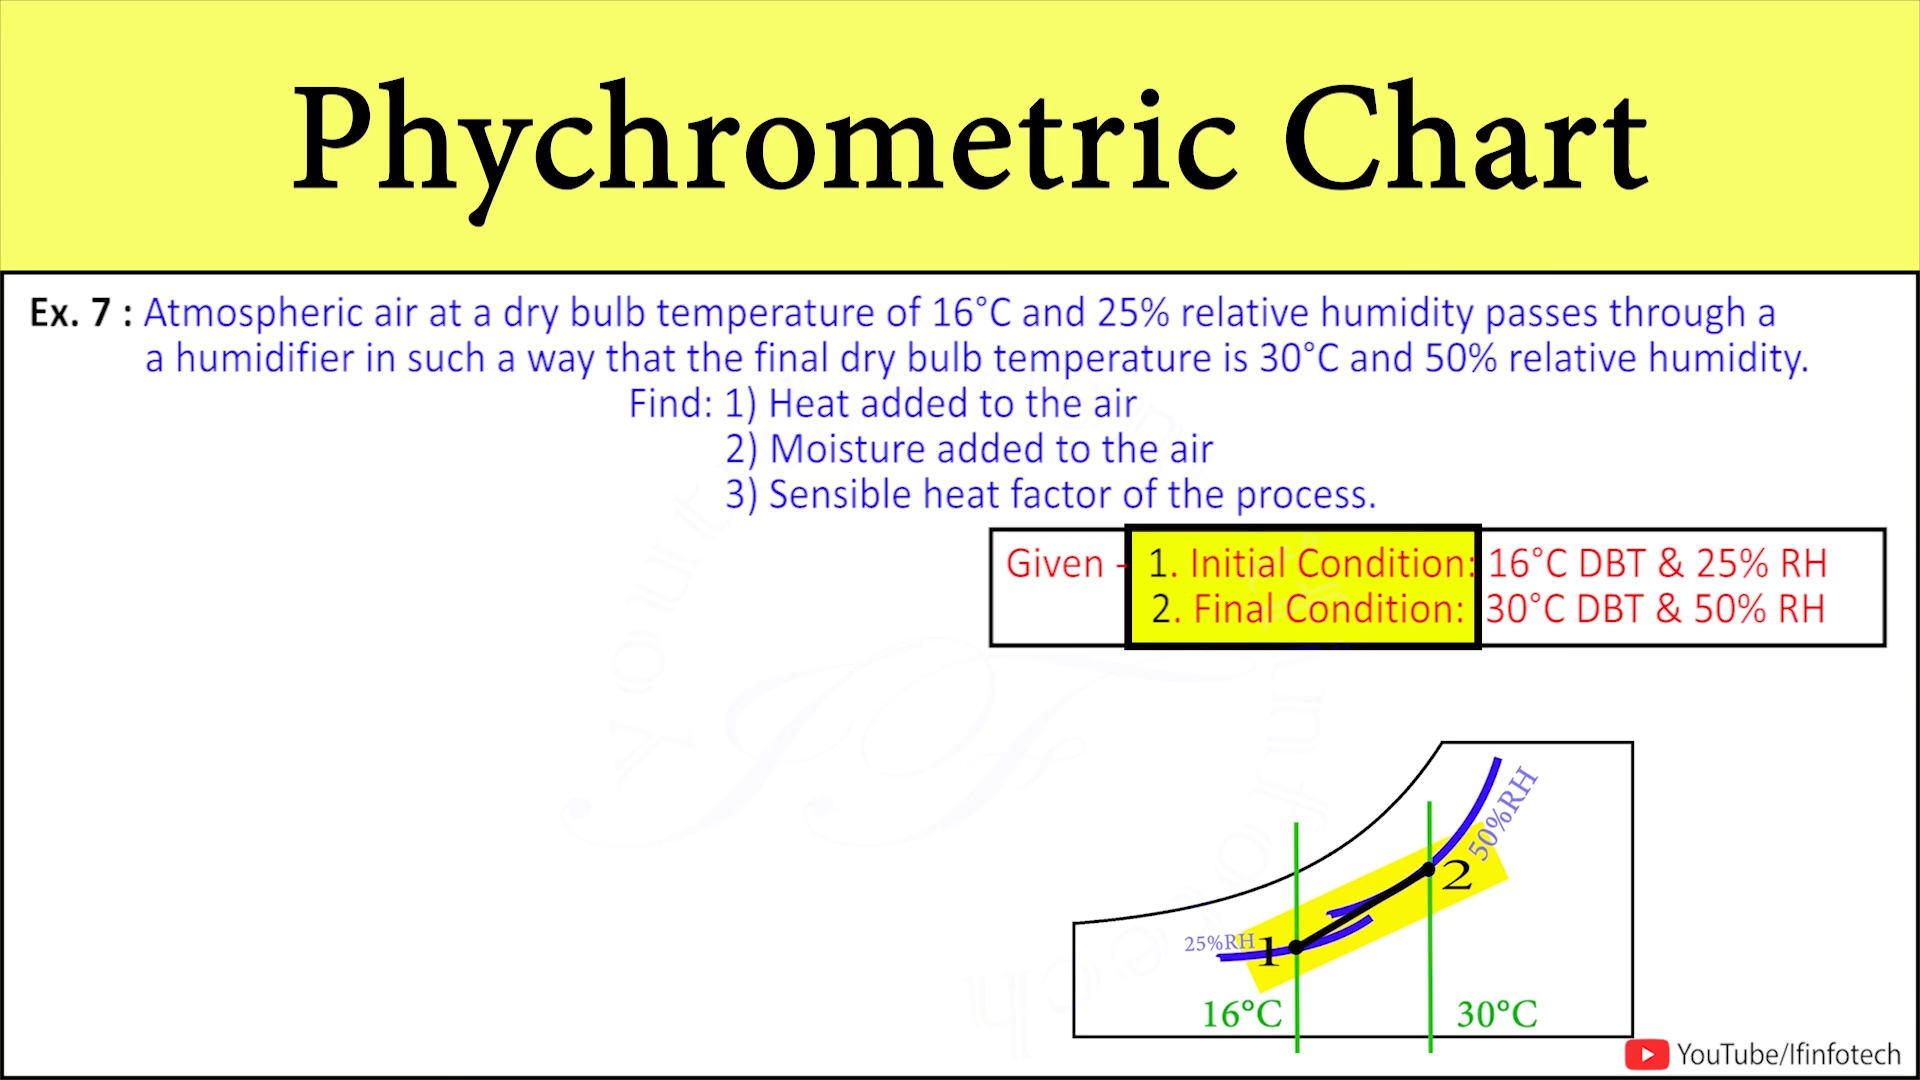 Phychrometric Chart
Ex. 7 : Atmospheric air at a dry bulb temperature of 16°C and 25% relative humidity passes through a
a humidifier in such a way that the final dry bulb temperature is 30°C and 50% relative humidity.
Find: 1) Heat added to the air
2) Moisture added to the air
3) Sensible heat factor of the process.
Given - 1. Initial Condition: 16°C DBT & 25% RH
2. Final Condition: 30°C DBT & 50% RH
50%RH
2
25%RH 1
16°C 30°C
YouTube/Ifinfotech